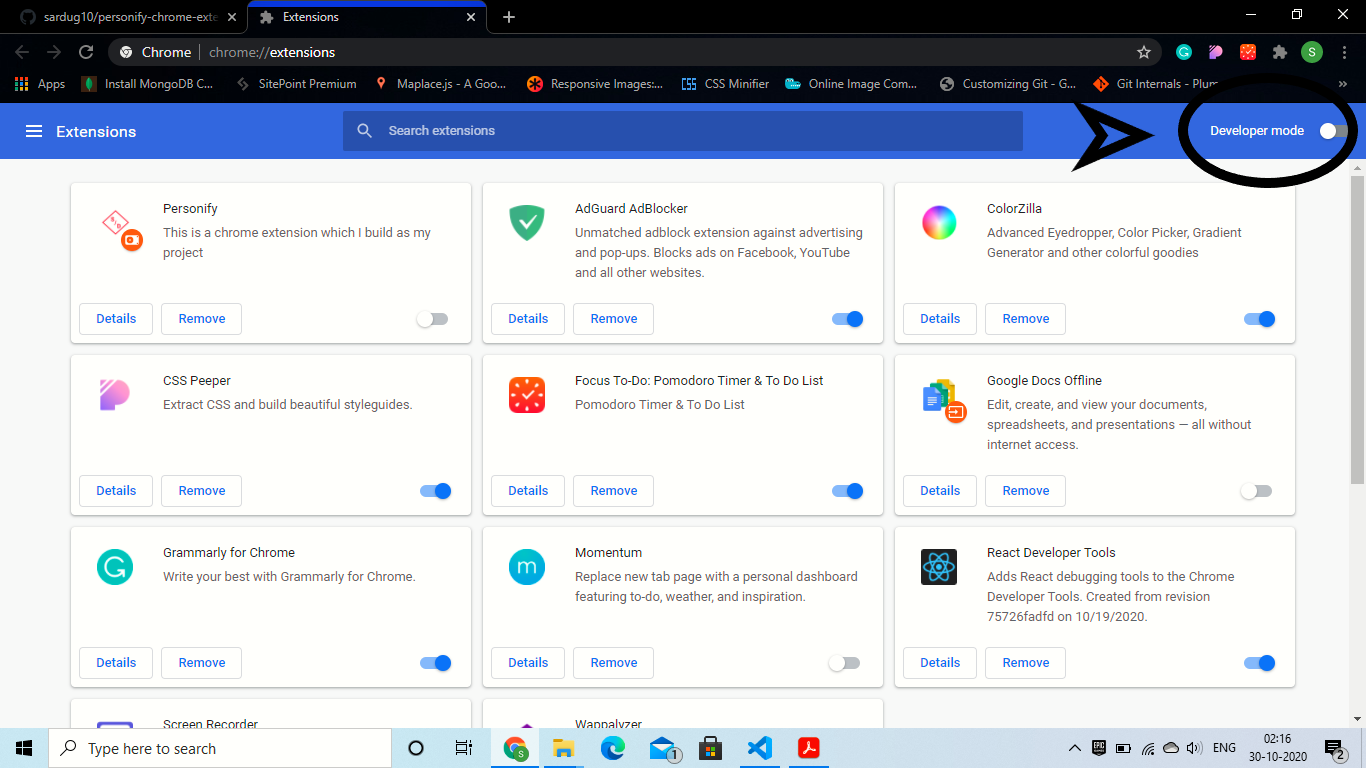 sardug10/personify-chrome-exte
Extensions
Chrome
chrome://extensions
S
Apps
Install MongoDB C...
SitePoint Premium
Maplace.js - A Goo...
Responsive Images:...
CSS Minifier
Online Image Com...
Customizing Git - G...
Git Internals - Plum
»
Extensions
Search extensions
Developer mode
Personify
This is a chrome extension which I build as my
project
Details
Remove
AdGuard AdBlocker
Unmatched adblock extension against advertising
and pop-ups. Blocks ads on Facebook, YouTube
and all other websites.
Details
Remove
ColorZilla
Advanced Eyedropper, Color Picker, Gradient
Generator and other colorful goodies
Details
Remove
CSS Peeper
Extract CSS and build beautiful styleguides.
Details
Remove
Focus To-Do: Pomodoro Timer & To Do List
Pomodoro Timer & To Do List
Details
Remove
Google Docs Offline
Edit, create, and view your documents,
spreadsheets, and presentations — all without
internet access.
Details
Remove
Grammarly for Chrome
Write your best with Grammarly for Chrome.
Details
Remove
m
Momentum
Replace new tab page with a personal dashboard
featuring to-do, weather, and inspiration.
Details
Remove
React Developer Tools
Adds React debugging tools to the Chrome
Developer Tools. Created from revision
75726fadfd on 10/19/2020.
Details
Remove
Screen Recorder
Wappalyzer
Type here to search
S
1
EPIC
ENG
02:16
30-10-2020
2